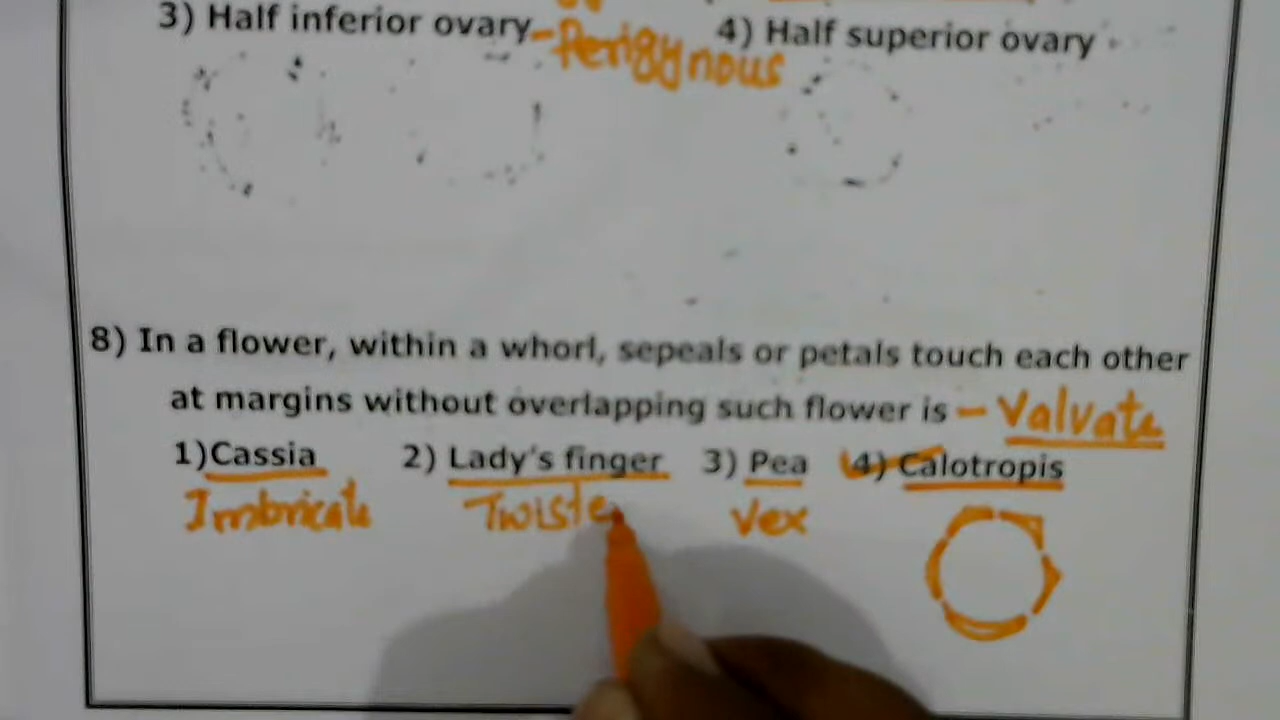 3) Half inferior ovary - Perigynous 4) Half superior ovary
8) In a flower, within a whorl, sepeals or petals touch each other
at margins without overlapping such flower is - Valvate
1) Cassia 2) Lady's finger 3) Pea 4) Calotropis
Imbricate Twiste Vex